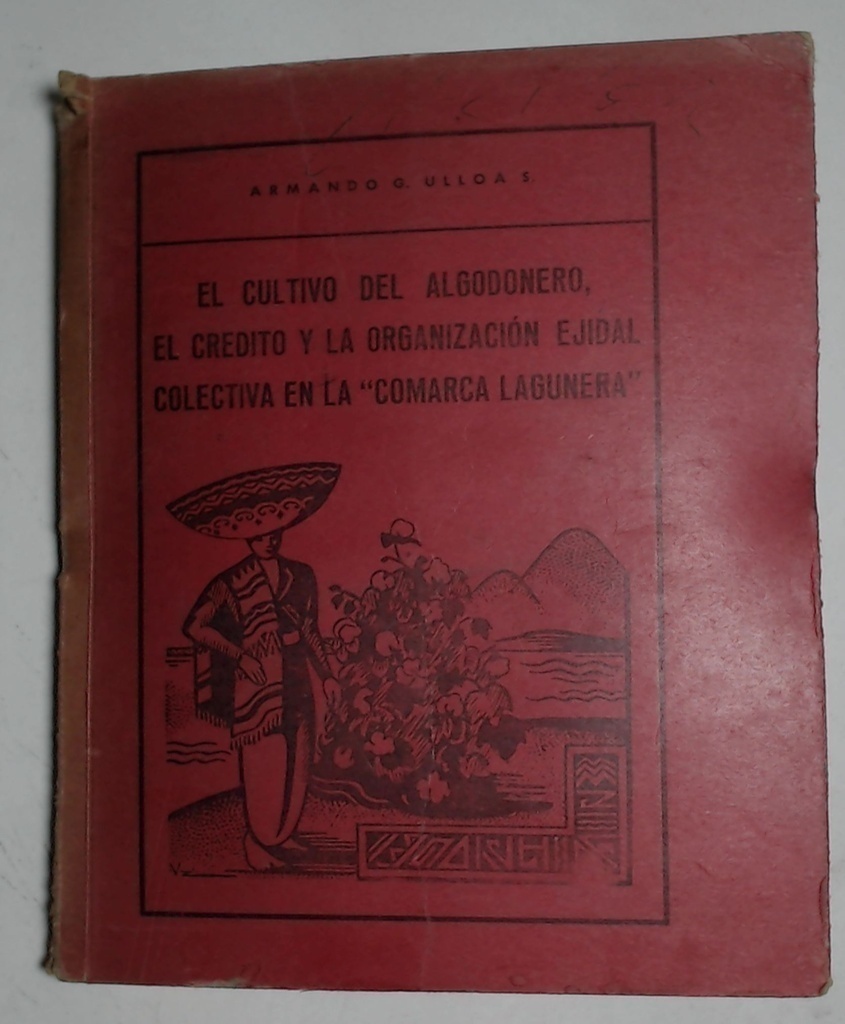 ARMANDO G. ULLOA S.
EL CULTIVO DEL ALGODONERO,
EL CREDITO Y LA ORGANIZACIÓN EJIDAL
COLECTIVA EN LA "COMARCA LAGUNERA"